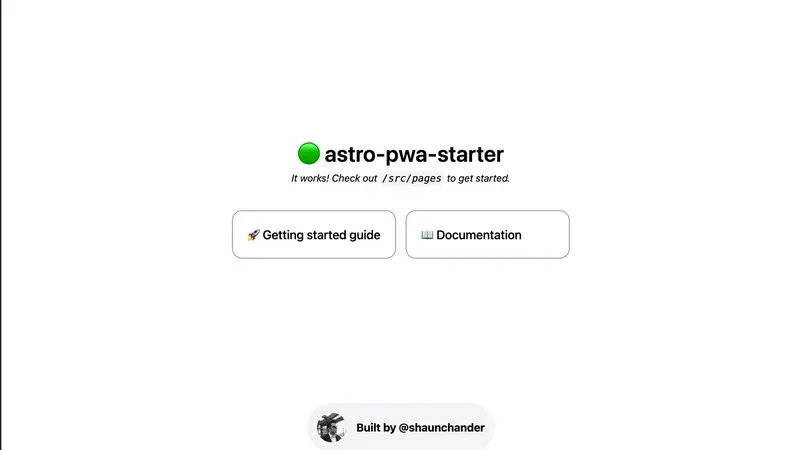 astro-pwa-starter
It works! Check out /src/pages to get started.
Getting started guide
Documentation
Built by @shaunchander